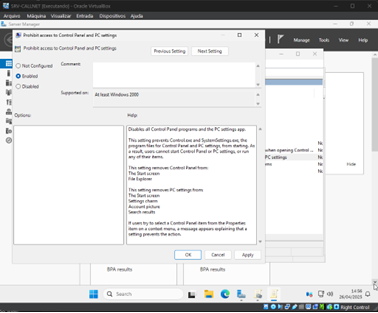 SRV-CALLNET [Executando] - Oracle VirtualBox
Arquivo Máquina Visualizar Entrada Dispositivos Ajuda
Server Manager
Prohibit access to Control Panel and PC settings
Prohibit access to Control Panel and PC settings
Previous Setting Next Setting
Manage Tools View Help
Not Configured
Enabled
Disabled
Comment:
Supported on:
At least Windows 2000
Options:
Help:
Disables all Control Panel programs and the PC settings app.
This setting prevents Control.exe and SystemSettings.exe, the
program files for Control Panel and PC settings, from starting. As a
result, users cannot start Control Panel or PC settings, or run
any of their items.
This setting removes Control Panel from:
The Start screen
File Explorer
This setting removes PC settings from:
The Start screen
Settings charm
Account picture
Search results
If users try to select a Control Panel item from the Properties
item on a context menu, a message appears explaining that a
setting prevents the action.
when opening Control ...
PC settings
Hide
OK Cancel Apply
BPA results
BPA results
Search
14:56
26/04/2025
Right Control